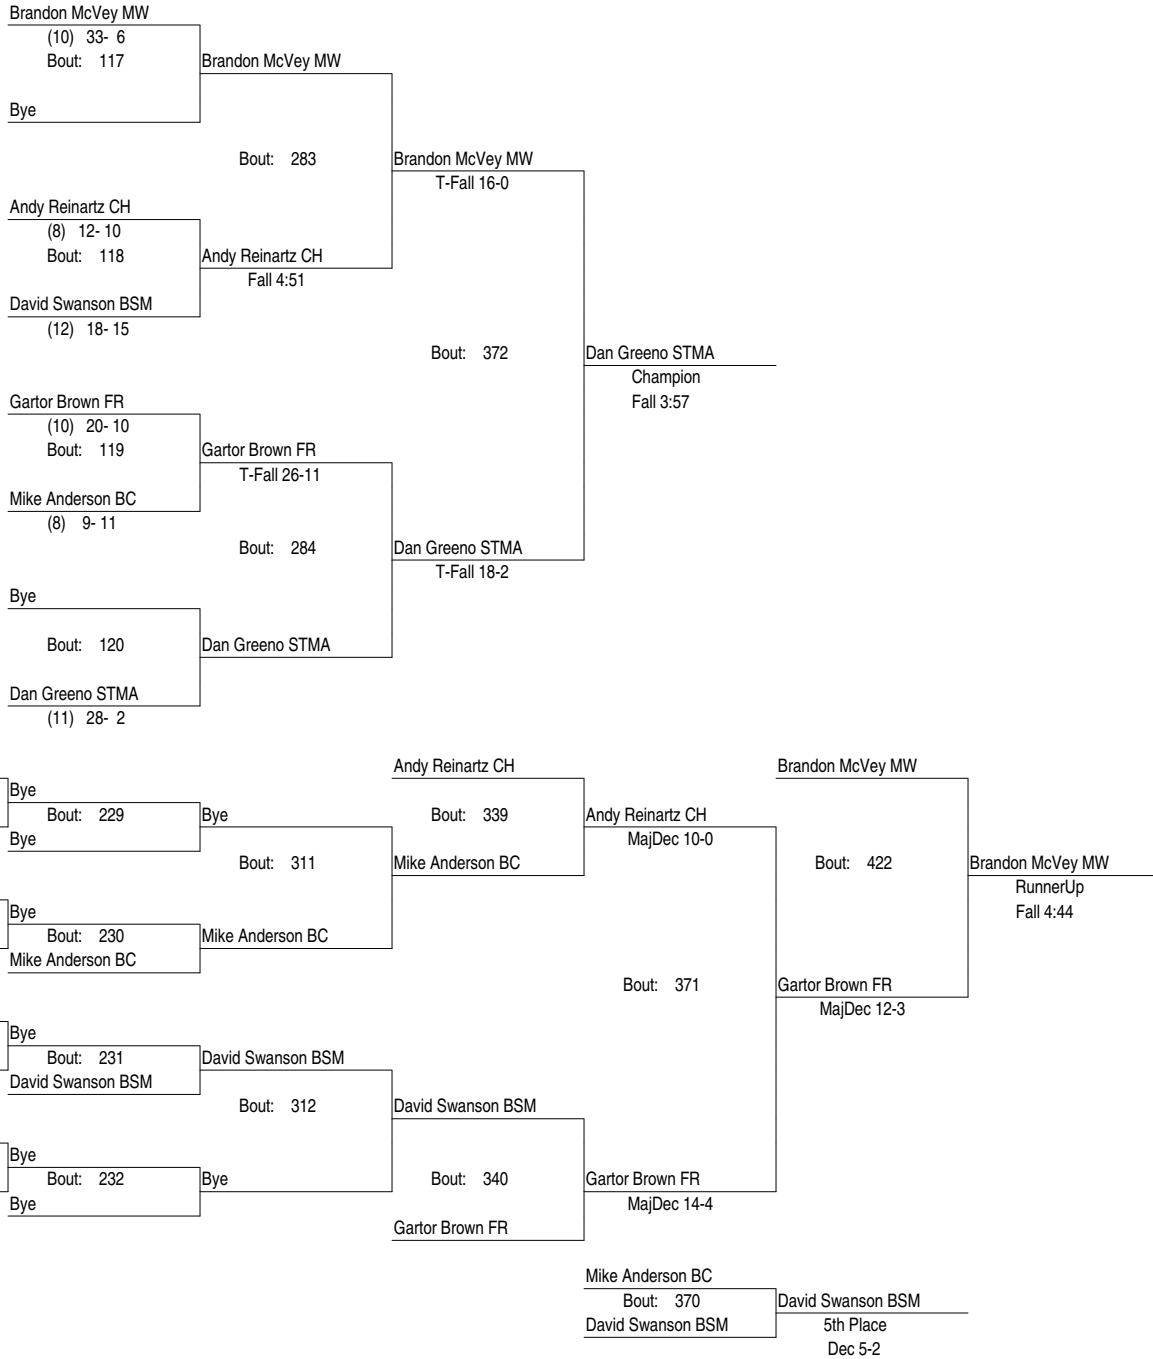 Brandon McVey MW
(10) 33- 6
Bout: 117
Brandon McVey MW
Bye
Bout: 283
Brandon McVey MW
T-Fall 16-0
Andy Reinartz CH
(8) 12- 10
Bout: 118
Andy Reinartz CH
Fall 4:51
David Swanson BSM
(12) 18- 15
Bout: 372
Dan Greeno STMA
Champion
Fall 3:57
Gartor Brown FR
(10) 20- 10
Bout: 119
Gartor Brown FR
T-Fall 26-11
Mike Anderson BC
(8) 9- 11
Bout: 284
Dan Greeno STMA
T-Fall 18-2
Bye
Bout: 120
Dan Greeno STMA
Dan Greeno STMA
(11) 28- 2
Andy Reinartz CH
Brandon McVey MW
Bye
Bout: 229
Bye
Bout: 339
Andy Reinartz CH
MajDec 10-0
Bye
Bout: 311
Mike Anderson BC
Bout: 422
Brandon McVey MW
RunnerUp
Fall 4:44
Bye
Bout: 230
Mike Anderson BC
Mike Anderson BC
Bout: 371
Gartor Brown FR
MajDec 12-3
Bye
Bout: 231
David Swanson BSM
David Swanson BSM
Bout: 312
David Swanson BSM
Bye
Bout: 232
Bye
Bout: 340
Gartor Brown FR
MajDec 14-4
Bye
Gartor Brown FR
Mike Anderson BC
Bout: 370
David Swanson BSM
David Swanson BSM
5th Place
Dec 5-2